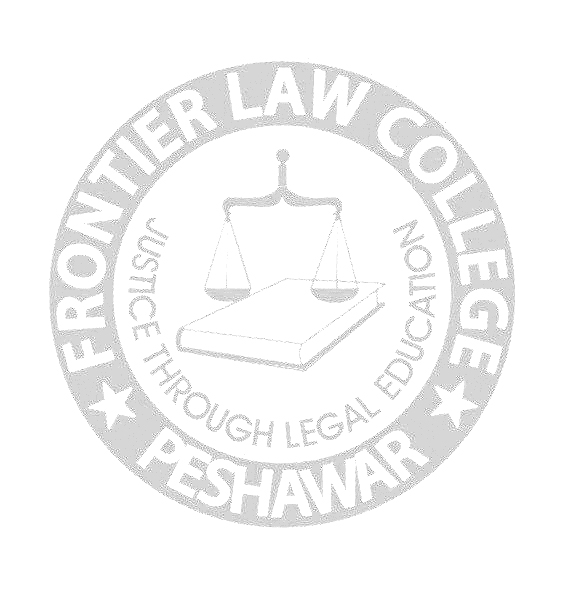 FRONTIER LAW COLLEGE
JUSTICE THROUGH LEGAL EDUCATION
PESHAWAR